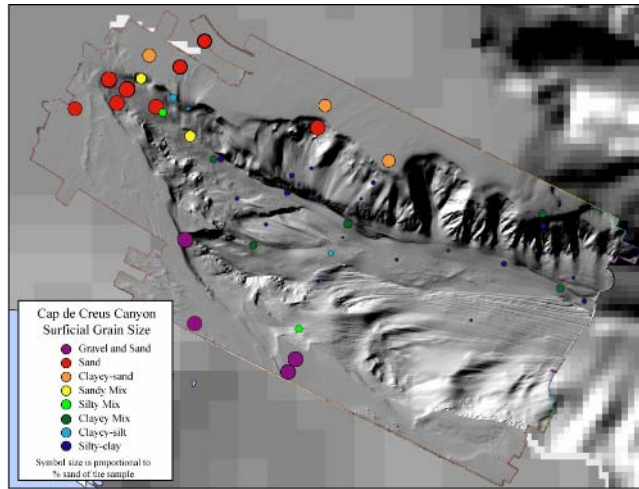 Cap de Creus Canyon
Surficial Grain Size
Gravel and Sand
Sand
Clayey-sand
Sandy Mix
Silty Mix
Clayey Mix
Clayey-silt
Silty-clay
Symbol size is proportional to
% sand of the sample